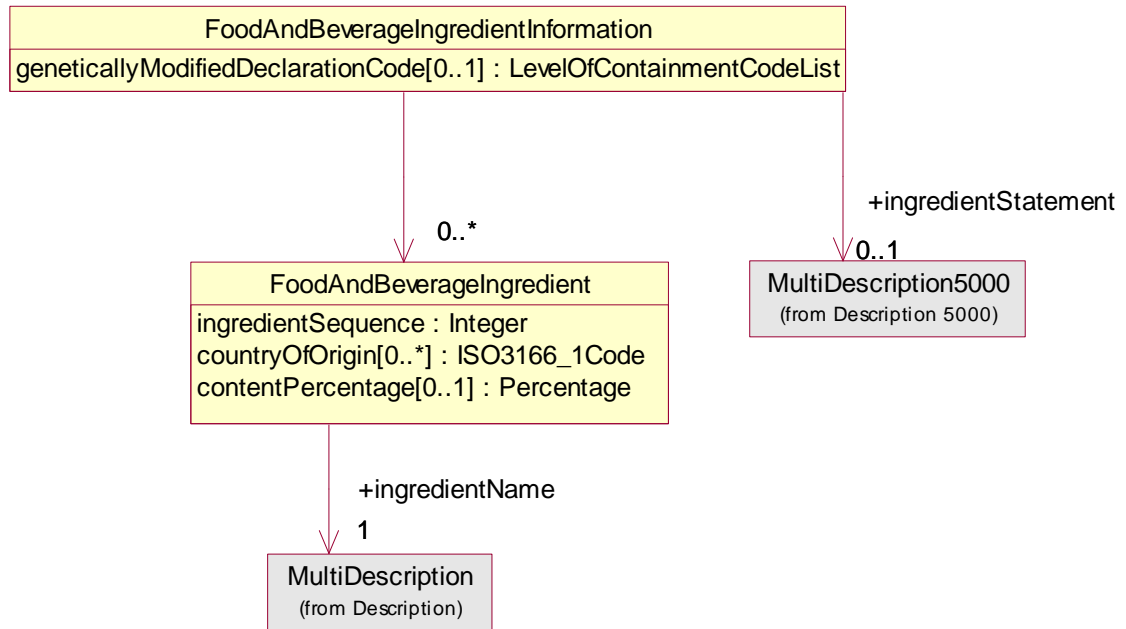 FoodAndBeverageIngredientInformation
geneticallyModifiedDeclarationCode[0..1] : LevelOfContainmentCodeList
+ingredientStatement
0..*
0..1
FoodAndBeverageIngredient
ingredientSequence : Integer
countryOfOrigin[0..*] : ISO3166_1Code
contentPercentage[0..1] : Percentage
MultiDescription5000
(from Description 5000)
+ingredientName
1
MultiDescription
(from Description)